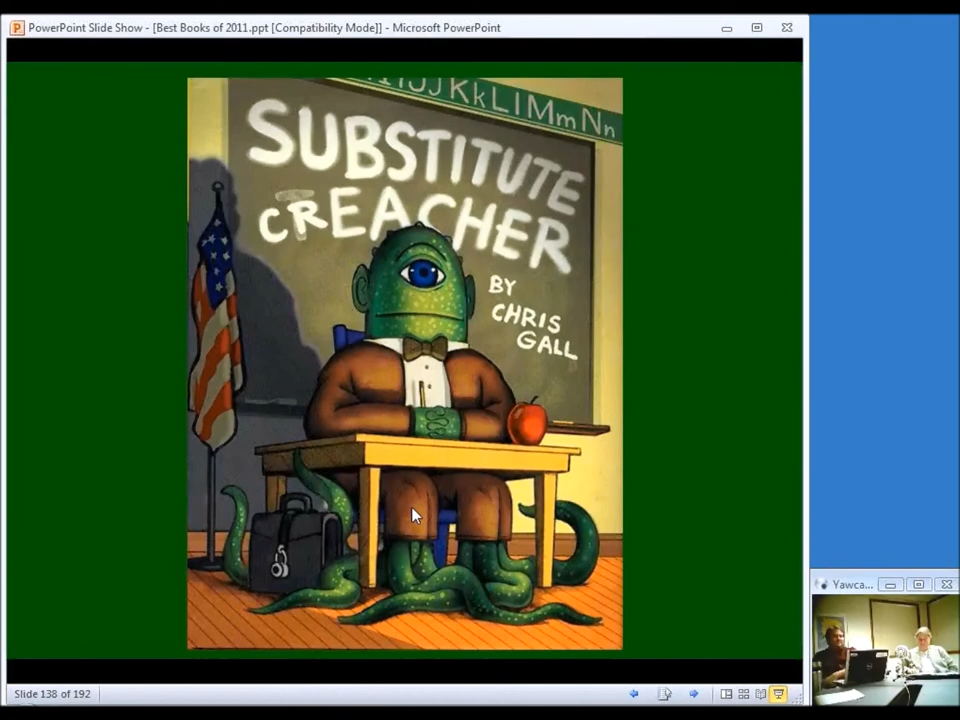 PowerPoint Slide Show - [Best Books of 2011.ppt [Compatibility Mode]] - Microsoft PowerPoint
Kk Ll Mm Nn
SUBSTITUTE
CREACHER
BY
CHRIS
GALL
Yawca...
Slide 138 of 192